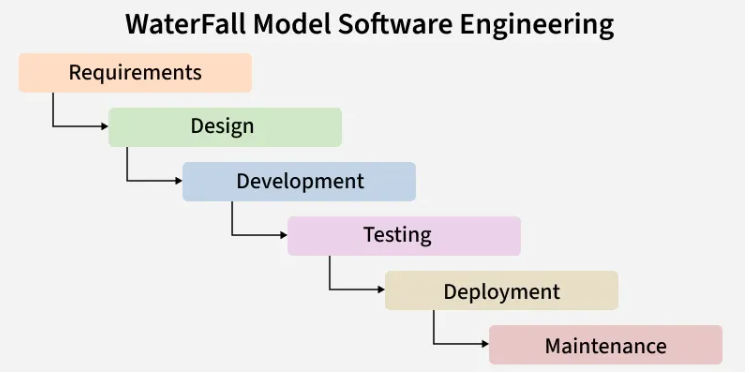 WaterFall Model Software Engineering
Requirements
Design
Development
Testing
Deployment
Maintenance